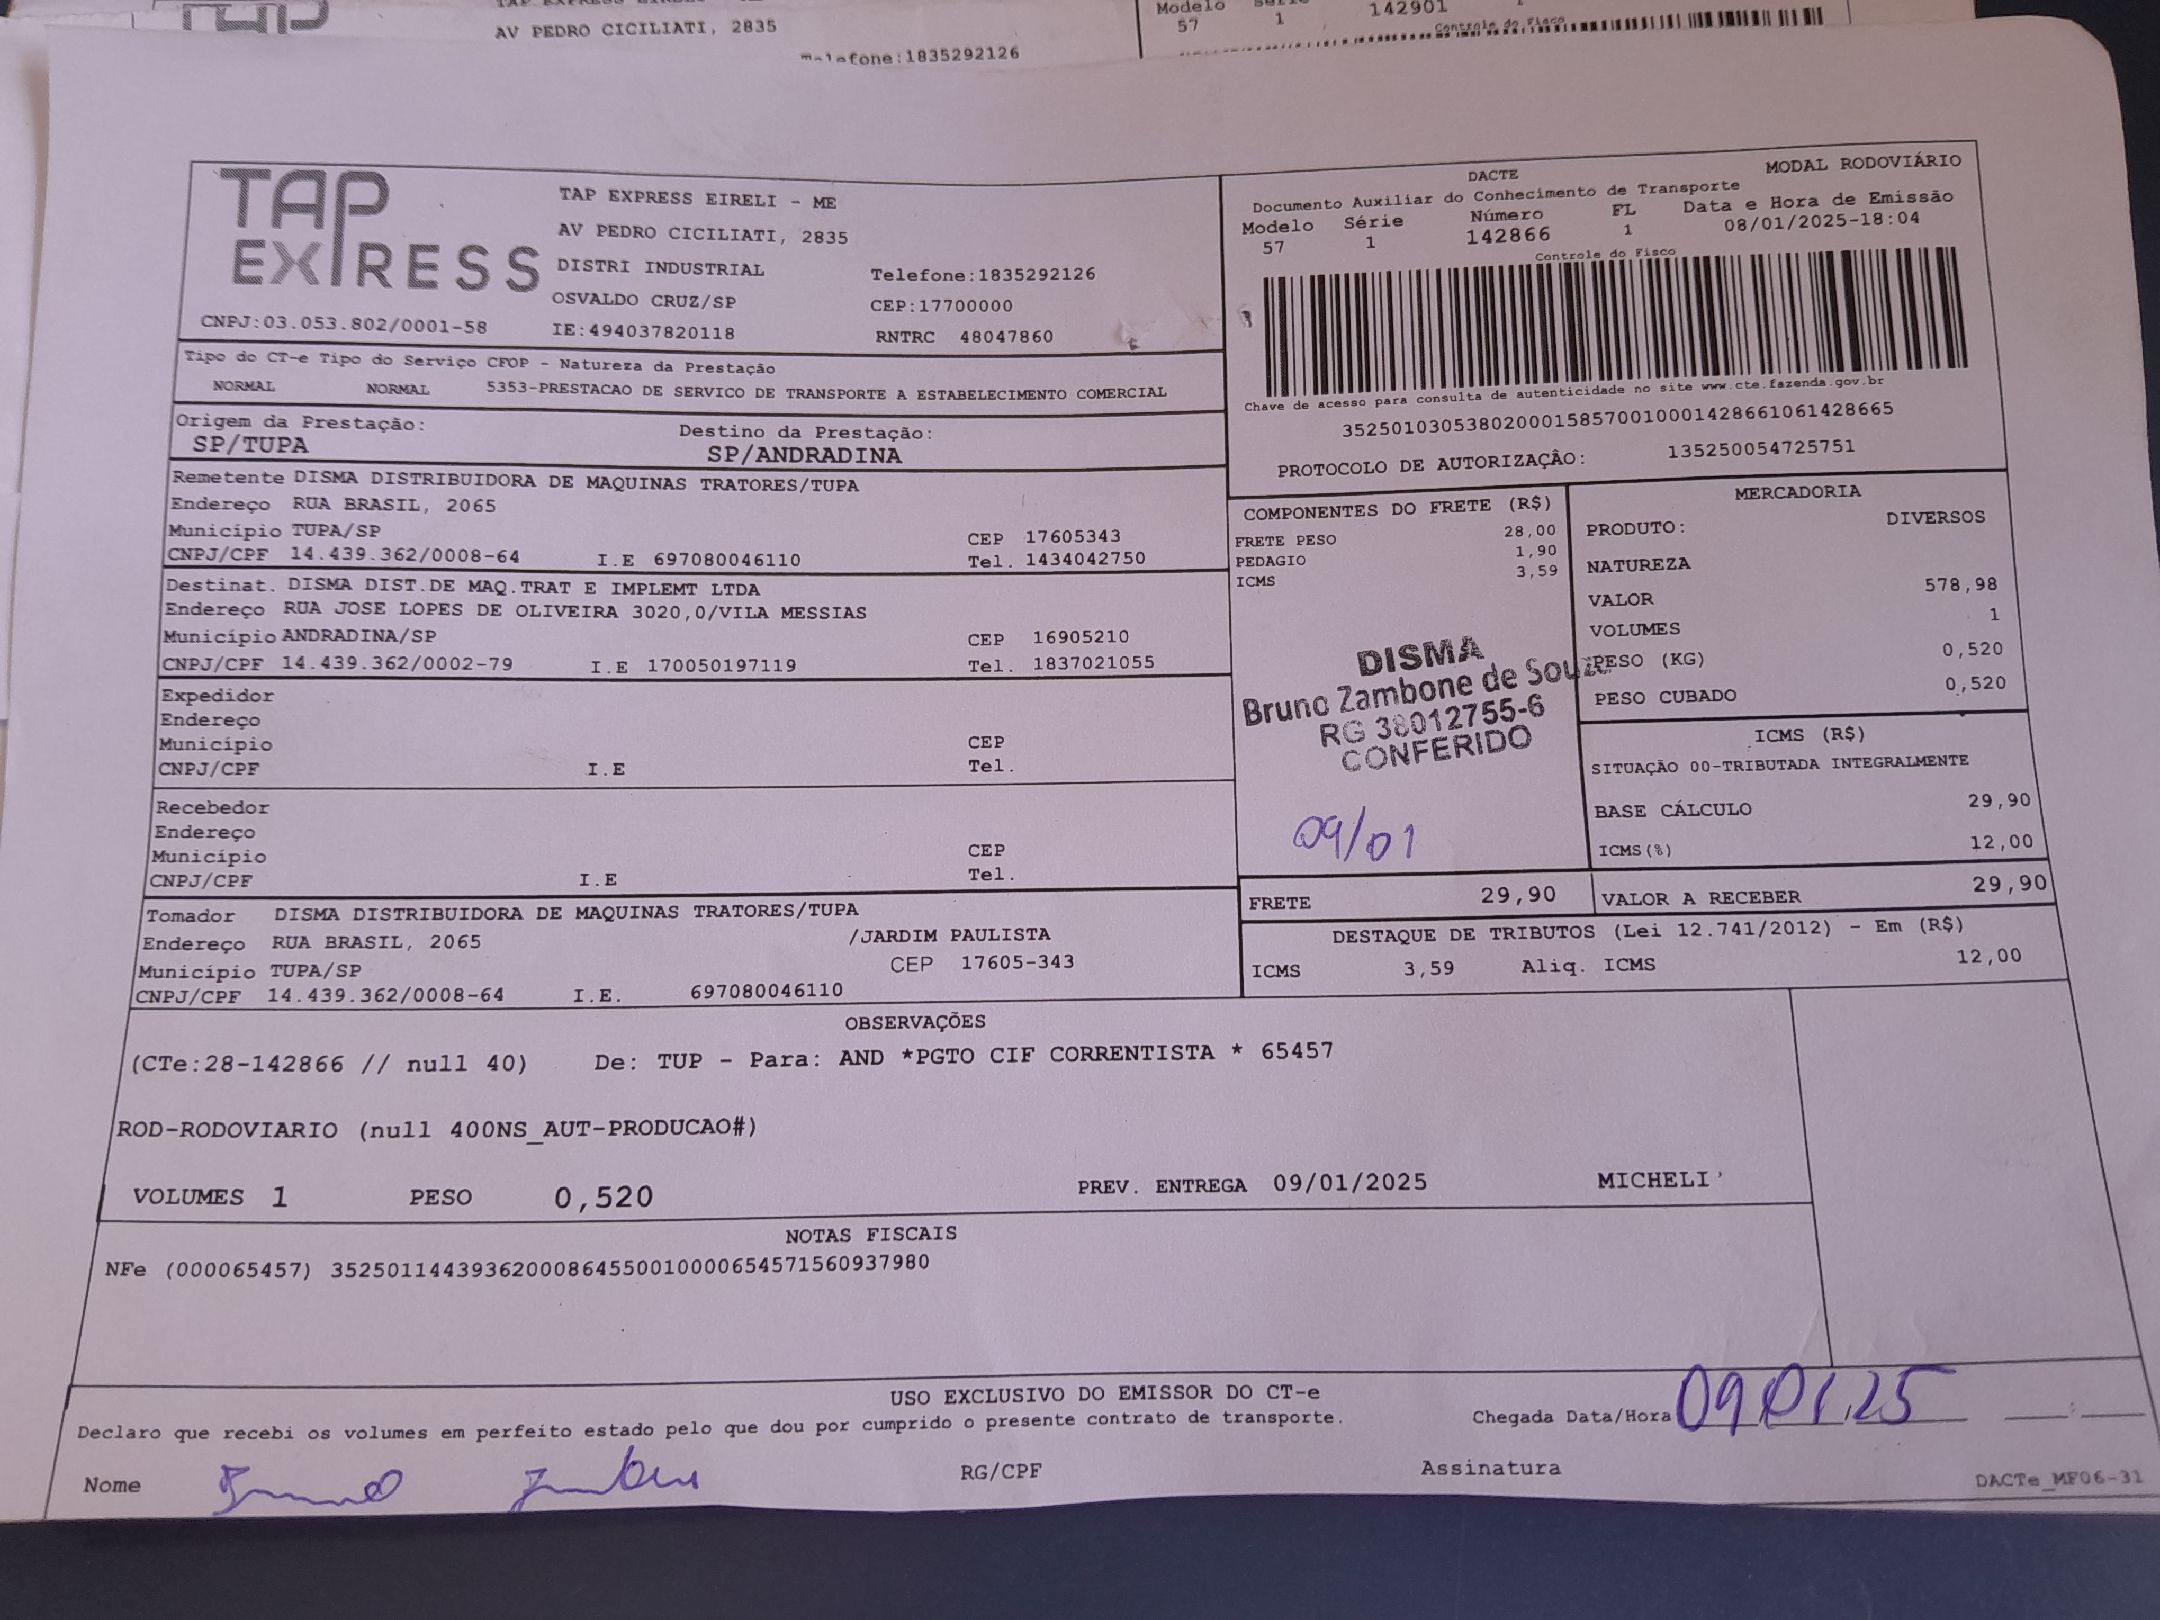 AV PEDRO CICILIATI, 2835
Telefone:1835292126
Modelo
57
1
142901
Controle do Fisco
TAP
EXPRESS
TAP EXPRESS EIRELI - ME
AV PEDRO CICILIATI, 2835
DISTRI INDUSTRIAL
Telefone:1835292126
OSVALDO CRUZ/SP
CEP:17700000
CNPJ:03.053.802/0001-58
IE:494037820118
RNTRC 48047860
DACTE
MODAL RODOVIÁRIO
Documento Auxiliar do Conhecimento de Transporte
Modelo Série Número FL Data e Hora de Emissão
57 1 142866 1 08/01/2025-18:04
Controle do Fisco
Chave de acesso para consulta de autenticidade no site www.cte.fazenda.gov.br
35250103053802000158570010001428661061428665
PROTOCOLO DE AUTORIZAÇÃO: 135250054725751
Tipo do CT-e Tipo do Serviço CFOP - Natureza da Prestação
NORMAL NORMAL 5353-PRESTACAO DE SERVICO DE TRANSPORTE A ESTABELECIMENTO COMERCIAL
Origem da Prestação: Destino da Prestação:
SP/TUPA SP/ANDRADINA
Remetente DISMA DISTRIBUIDORA DE MAQUINAS TRATORES/TUPA
Endereço RUA BRASIL, 2065
Município TUPA/SP CEP 17605343
CNPJ/CPF 14.439.362/0008-64 I.E 697080046110 Tel. 1434042750
Destinat. DISMA DIST.DE MAQ.TRAT E IMPLEMT LTDA
Endereço RUA JOSE LOPES DE OLIVEIRA 3020,0/VILA MESSIAS
Município ANDRADINA/SP CEP 16905210
CNPJ/CPF 14.439.362/0002-79 I.E 170050197119 Tel. 1837021055
Expedidor
Endereço
Município CEP
CNPJ/CPF I.E Tel.
Recebedor
Endereço
Município CEP
CNPJ/CPF I.E Tel.
Tomador DISMA DISTRIBUIDORA DE MAQUINAS TRATORES/TUPA
Endereço RUA BRASIL, 2065 /JARDIM PAULISTA
Município TUPA/SP CEP 17605-343
CNPJ/CPF 14.439.362/0008-64 I.E. 697080046110
COMPONENTES DO FRETE (R$)
FRETE PESO 28,00
PEDAGIO 1,90
ICMS 3,59
DISMA
Bruno Zambone de Souza
RG 38012755-6
CONFERIDO
09/01
MERCADORIA
PRODUTO: DIVERSOS
NATUREZA
VALOR 578,98
VOLUMES 1
PESO (KG) 0,520
PESO CUBADO 0,520
ICMS (R$)
SITUAÇÃO 00-TRIBUTADA INTEGRALMENTE
BASE CÁLCULO 29,90
ICMS(%) 12,00
FRETE 29,90 VALOR A RECEBER 29,90
DESTAQUE DE TRIBUTOS (Lei 12.741/2012) - Em (R$)
ICMS 3,59 Aliq. ICMS 12,00
OBSERVAÇÕES
(CTe:28-142866 // null 40) De: TUP - Para: AND *PGTO CIF CORRENTISTA * 65457
ROD-RODOVIARIO (null 400NS_AUT-PRODUCAO#)
VOLUMES 1 PESO 0,520 PREV. ENTREGA 09/01/2025 MICHELI
NOTAS FISCAIS
NFe (000065457) 35250114439362000864550010000654571560937980
USO EXCLUSIVO DO EMISSOR DO CT-e
Declaro que recebi os volumes em perfeito estado pelo que dou por cumprido o presente contrato de transporte.
Chegada Data/Hora 09 01 25
Nome RG/CPF Assinatura
DACTe_MF06-31